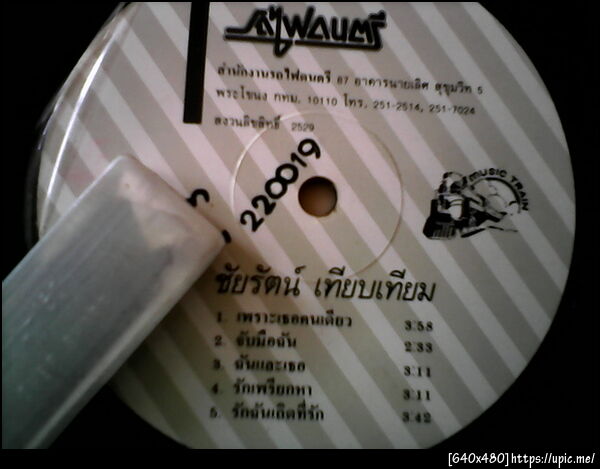 รถไฟดนตรี
สำนักงานรถไฟดนตรี 87 อาคารนายเลิศ สุขุมวิท 5
พระโขนง กทม. 10110 โทร. 251-2514, 251-7024
สงวนลิขสิทธิ์ 2529
220019
MUSIC TRAIN
ชัยรัตน์ เทียบเทียม
1. เพราะเธอคนเดียว 3:58
2. จับมือฉัน 2:33
3. ฉันและเธอ 3:11
4. รักเพรียกหา 3:11
5. รักฉันเถิดที่รัก 3:42
[640x480]https://upic.me/